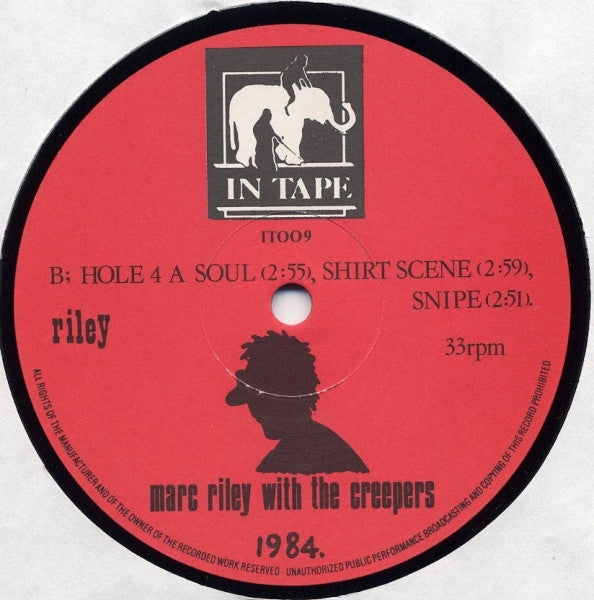 IN TAPE
IT009
B; HOLE 4 A SOUL (2:55), SHIRT SCENE (2:59),
SNIPE (2:51).
riley
33rpm
marc riley with the creepers
1984.
ALL RIGHTS OF THE MANUFACTURER AND OF THE OWNER OF THE RECORDED WORK RESERVED - UNAUTHORIZED PUBLIC PERFORMANCE BROADCASTING AND COPYING OF THIS RECORD PROHIBITED